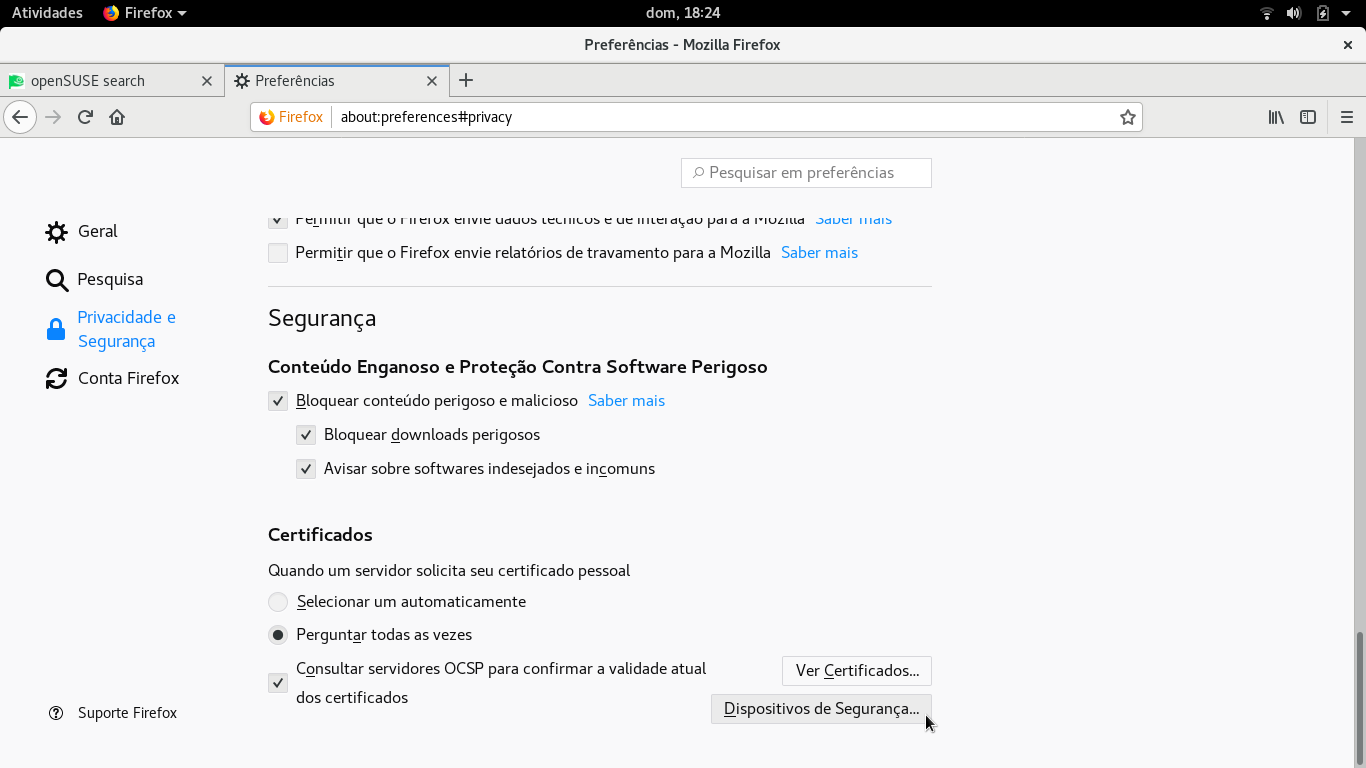 Atividades Firefox dom, 18:24
Preferências - Mozilla Firefox
openSUSE search Preferências
Firefox about:preferences#privacy
Pesquisar em preferências
Permitir que o Firefox envie dados técnicos e de interação para a Mozilla Saber mais
Geral
Permitir que o Firefox envie relatórios de travamento para a Mozilla Saber mais
Pesquisa
Privacidade e
Segurança
Segurança
Conta Firefox
Conteúdo Enganoso e Proteção Contra Software Perigoso
Bloquear conteúdo perigoso e malicioso Saber mais
Bloquear downloads perigosos
Avisar sobre softwares indesejados e incomuns
Certificados
Quando um servidor solicita seu certificado pessoal
Selecionar um automaticamente
Perguntar todas as vezes
Consultar servidores OCSP para confirmar a validade atual
dos certificados
Ver Certificados...
Dispositivos de Segurança...
Suporte Firefox